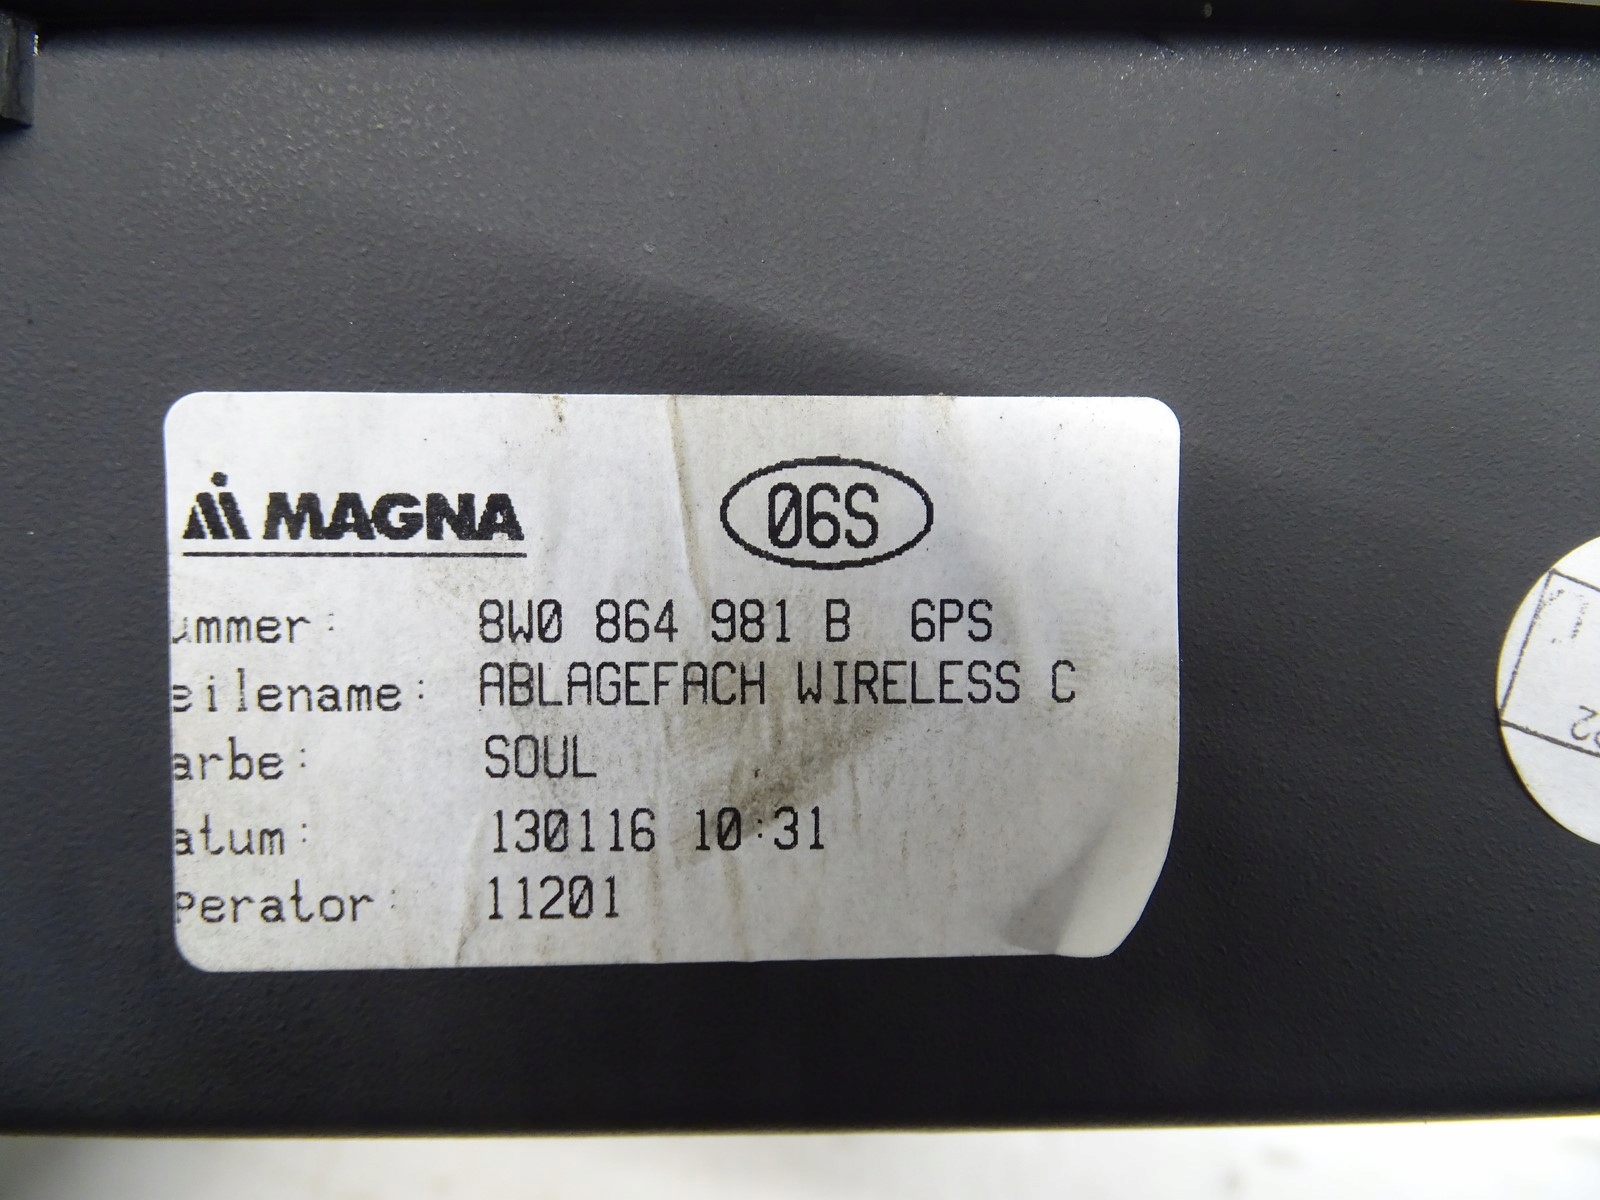 MAGNA
06S
ummer: 8W0 864 981 B 6PS
eilename: ABLAGEFACH WIRELESS C
arbe: SOUL
atum: 130116 10:31
perator: 11201